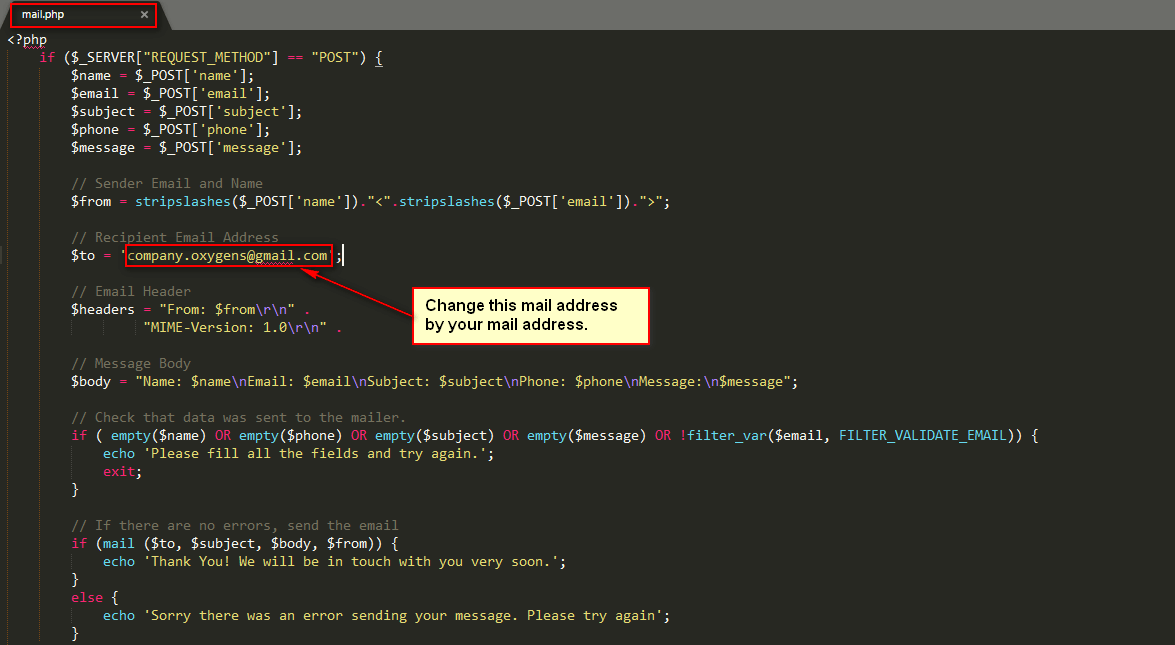 mail.php ×
<?php
if ($_SERVER["REQUEST_METHOD"] == "POST") {
$name = $_POST['name'];
$email = $_POST['email'];
$subject = $_POST['subject'];
$phone = $_POST['phone'];
$message = $_POST['message'];
// Sender Email and Name
$from = stripslashes($_POST['name'])."<".stripslashes($_POST['email']).">";
// Recipient Email Address
$to = 'company.oxygens@gmail.com';
// Email Header
$headers = "From: $from\r\n" .
"MIME-Version: 1.0\r\n" .
Change this mail address
by your mail address.
// Message Body
$body = "Name: $name\nEmail: $email\nSubject: $subject\nPhone: $phone\nMessage:\n$message";
// Check that data was sent to the mailer.
if ( empty($name) OR empty($phone) OR empty($subject) OR empty($message) OR !filter_var($email, FILTER_VALIDATE_EMAIL)) {
echo 'Please fill all the fields and try again.';
exit;
}
// If there are no errors, send the email
if (mail ($to, $subject, $body, $from)) {
echo 'Thank You! We will be in touch with you very soon.';
}
else {
echo 'Sorry there was an error sending your message. Please try again';
}